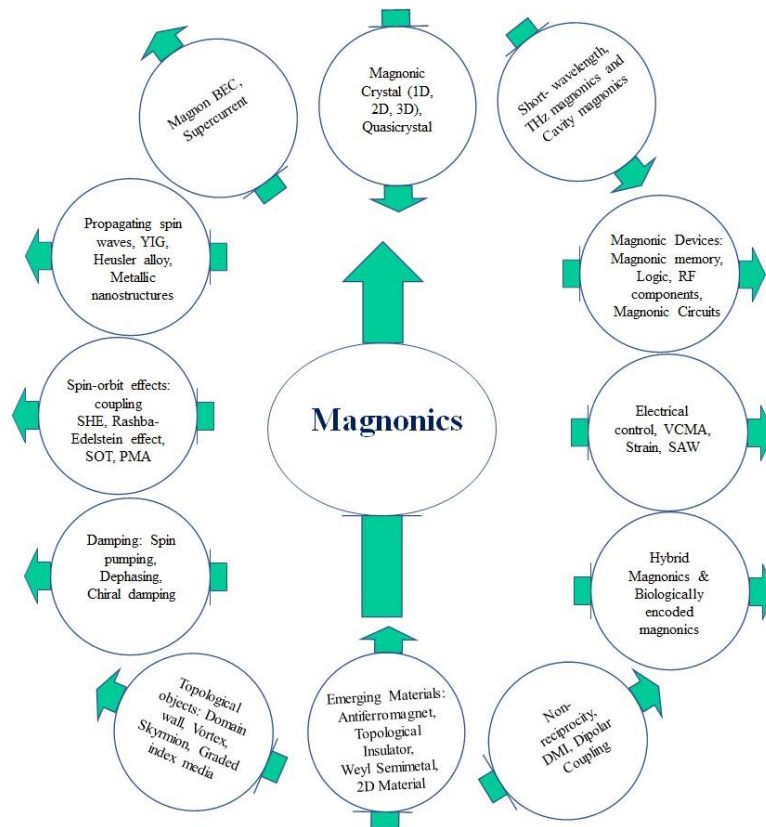 Magnon BEC,
Supercurrent
Magnonic
Crystal (1D,
2D, 3D),
Quasicrystal
Short- wavelength,
THz magnonics and
Cavity magnonics
Propagating spin
waves, YIG,
Heusler alloy,
Metallic
nanostructures
Magnonic Devices:
Magnonic memory,
Logic, RF
components,
Magnonic Circuits
Spin-orbit effects:
coupling
SHE, Rashba-
Edelstein effect,
SOT, PMA
Magnonics
Electrical
control, VCMA,
Strain, SAW
Damping: Spin
pumping,
Dephasing,
Chiral damping
Hybrid
Magnonics &
Biologically
encoded
magnonics
Topological
objects: Domain
wall, Vortex,
Skyrmion, Graded
index media
Emerging Materials:
Antiferromagnet,
Topological
Insulator,
Weyl Semimetal,
2D Material
Non-
reciprocity,
DMI, Dipolar
Coupling